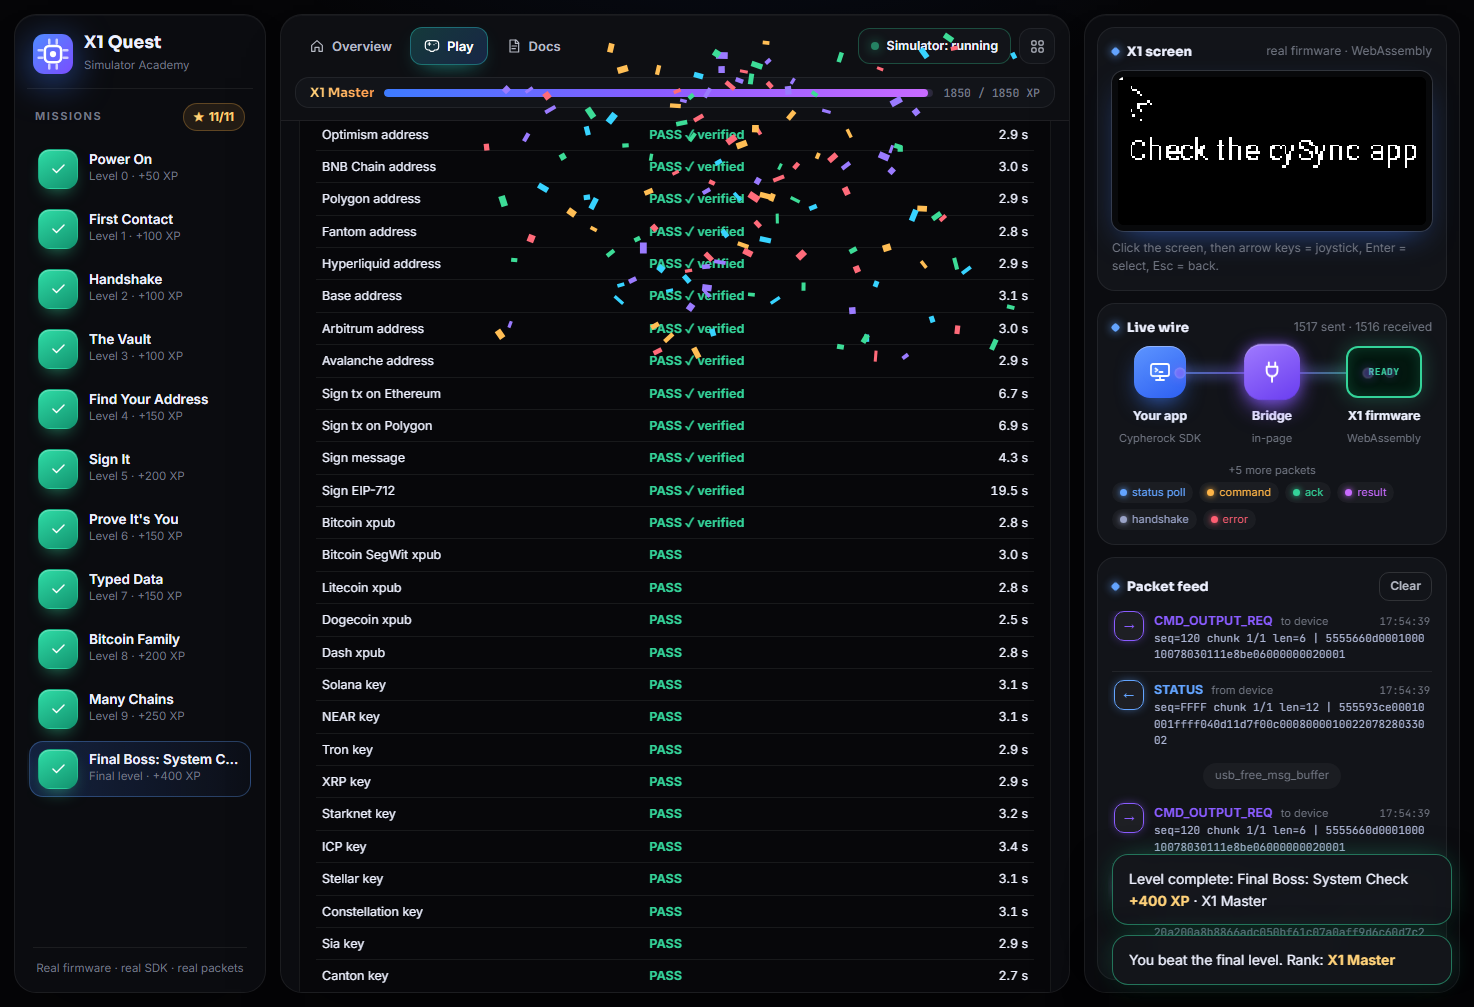 X1 Quest
Simulator Academy
MISSIONS
★ 11/11
Power On
Level 0 · +50 XP
First Contact
Level 1 · +100 XP
Handshake
Level 2 · +100 XP
The Vault
Level 3 · +100 XP
Find Your Address
Level 4 · +150 XP
Sign It
Level 5 · +200 XP
Prove It's You
Level 6 · +150 XP
Typed Data
Level 7 · +150 XP
Bitcoin Family
Level 8 · +200 XP
Many Chains
Level 9 · +250 XP
Final Boss: System C...
Final level · +400 XP
Real firmware · real SDK · real packets
Overview
Play
Docs
Simulator: running
X1 Master
1850 / 1850 XP
Optimism address PASS ✓ verified 2.9 s
BNB Chain address PASS ✓ verified 3.0 s
Polygon address PASS ✓ verified 2.9 s
Fantom address PASS ✓ verified 2.8 s
Hyperliquid address PASS ✓ verified 2.9 s
Base address PASS ✓ verified 3.1 s
Arbitrum address PASS ✓ verified 3.0 s
Avalanche address PASS ✓ verified 2.9 s
Sign tx on Ethereum PASS ✓ verified 6.7 s
Sign tx on Polygon PASS ✓ verified 6.9 s
Sign message PASS ✓ verified 4.3 s
Sign EIP-712 PASS ✓ verified 19.5 s
Bitcoin xpub PASS ✓ verified 2.8 s
Bitcoin SegWit xpub PASS 3.0 s
Litecoin xpub PASS 2.8 s
Dogecoin xpub PASS 2.5 s
Dash xpub PASS 2.8 s
Solana key PASS 3.1 s
NEAR key PASS 3.1 s
Tron key PASS 2.9 s
XRP key PASS 2.9 s
Starknet key PASS 3.2 s
ICP key PASS 3.4 s
Stellar key PASS 3.1 s
Constellation key PASS 3.1 s
Sia key PASS 2.9 s
Canton key PASS 2.7 s
X1 screen
real firmware · WebAssembly
Check the cySync app
Click the screen, then arrow keys = joystick, Enter =
select, Esc = back.
Live wire
1517 sent · 1516 received
READY
Your app
Bridge
X1 firmware
Cypherock SDK
in-page
WebAssembly
+5 more packets
status poll
command
ack
result
handshake
error
Packet feed
Clear
CMD_OUTPUT_REQ to device 17:54:39
seq=120 chunk 1/1 len=6 | 5555660d0001000
10078030111e8be06000000020001
STATUS from device 17:54:39
seq=FFFF chunk 1/1 len=12 | 555593ce00010
001ffff040d11d7f00c0008000010022078280330
02
usb_free_msg_buffer
CMD_OUTPUT_REQ to device 17:54:39
seq=120 chunk 1/1 len=6 | 5555660d0001000
10078030111e8be06000000020001
Level complete: Final Boss: System Check
+400 XP · X1 Master
You beat the final level. Rank: X1 Master